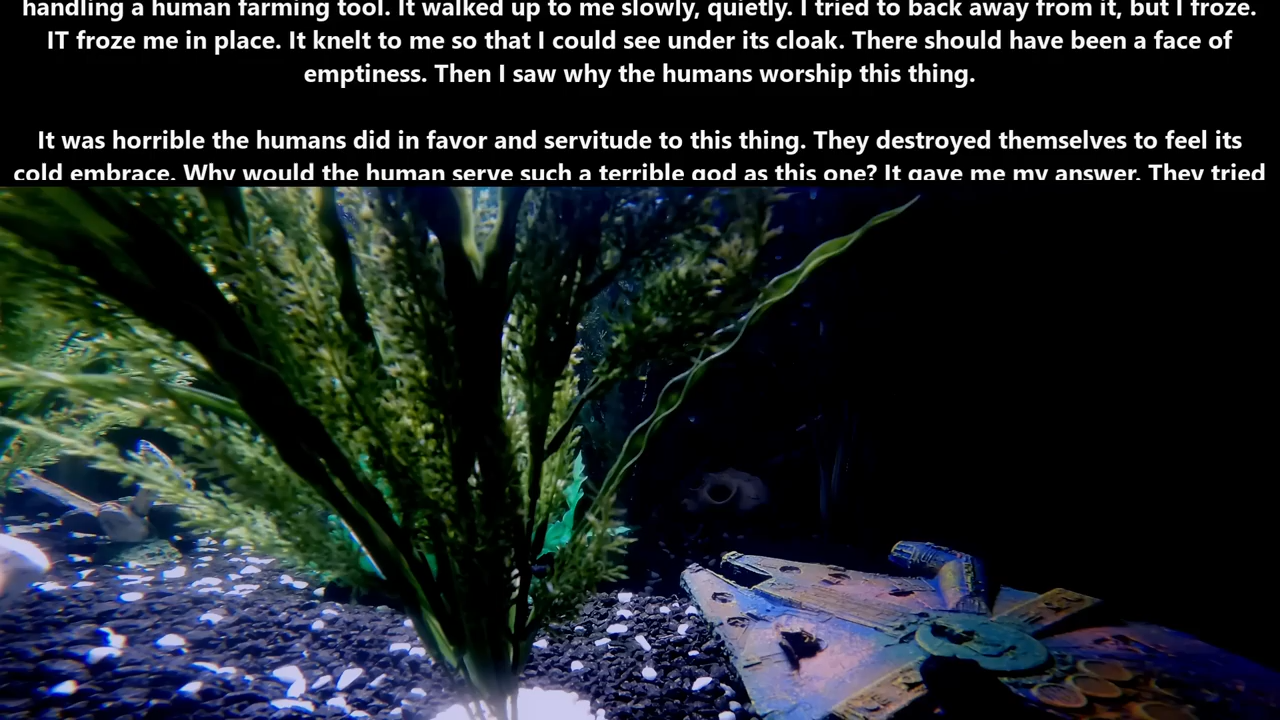 handling a human farming tool. It walked up to me slowly, quietly. I tried to back away from it, but I froze.
IT froze me in place. It knelt to me so that I could see under its cloak. There should have been a face of
emptiness. Then I saw why the humans worship this thing.
It was horrible the humans did in favor and servitude to this thing. They destroyed themselves to feel its
cold embrace. Why would the human serve such a terrible god as this one? It gave me my answer. They tried